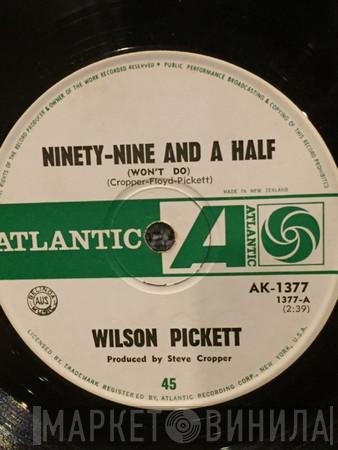 RIGHTS OF THE RECORD PRODUCER & OWNER OF THE WORK RECORDED RESERVED • PUBLIC PERFORMANCE BROADCASTING & COPYING OF THIS RECORD PROHIBITED
NINETY-NINE AND A HALF
(WON'T DO)
(Cropper-Floyd-Pickett)
MADE IN NEW ZEALAND
ATLANTIC
A
ATLANTIC
AUS
AK-1377
1377-A
(2:39)
WILSON PICKETT
Produced by Steve Cropper
LICENSED BY, TRADEMARK REGISTERED BY, ATLANTIC RECORDING CORP., NEW YORK, U.S.A.
45
МАРКЕТ ВИНИЛА